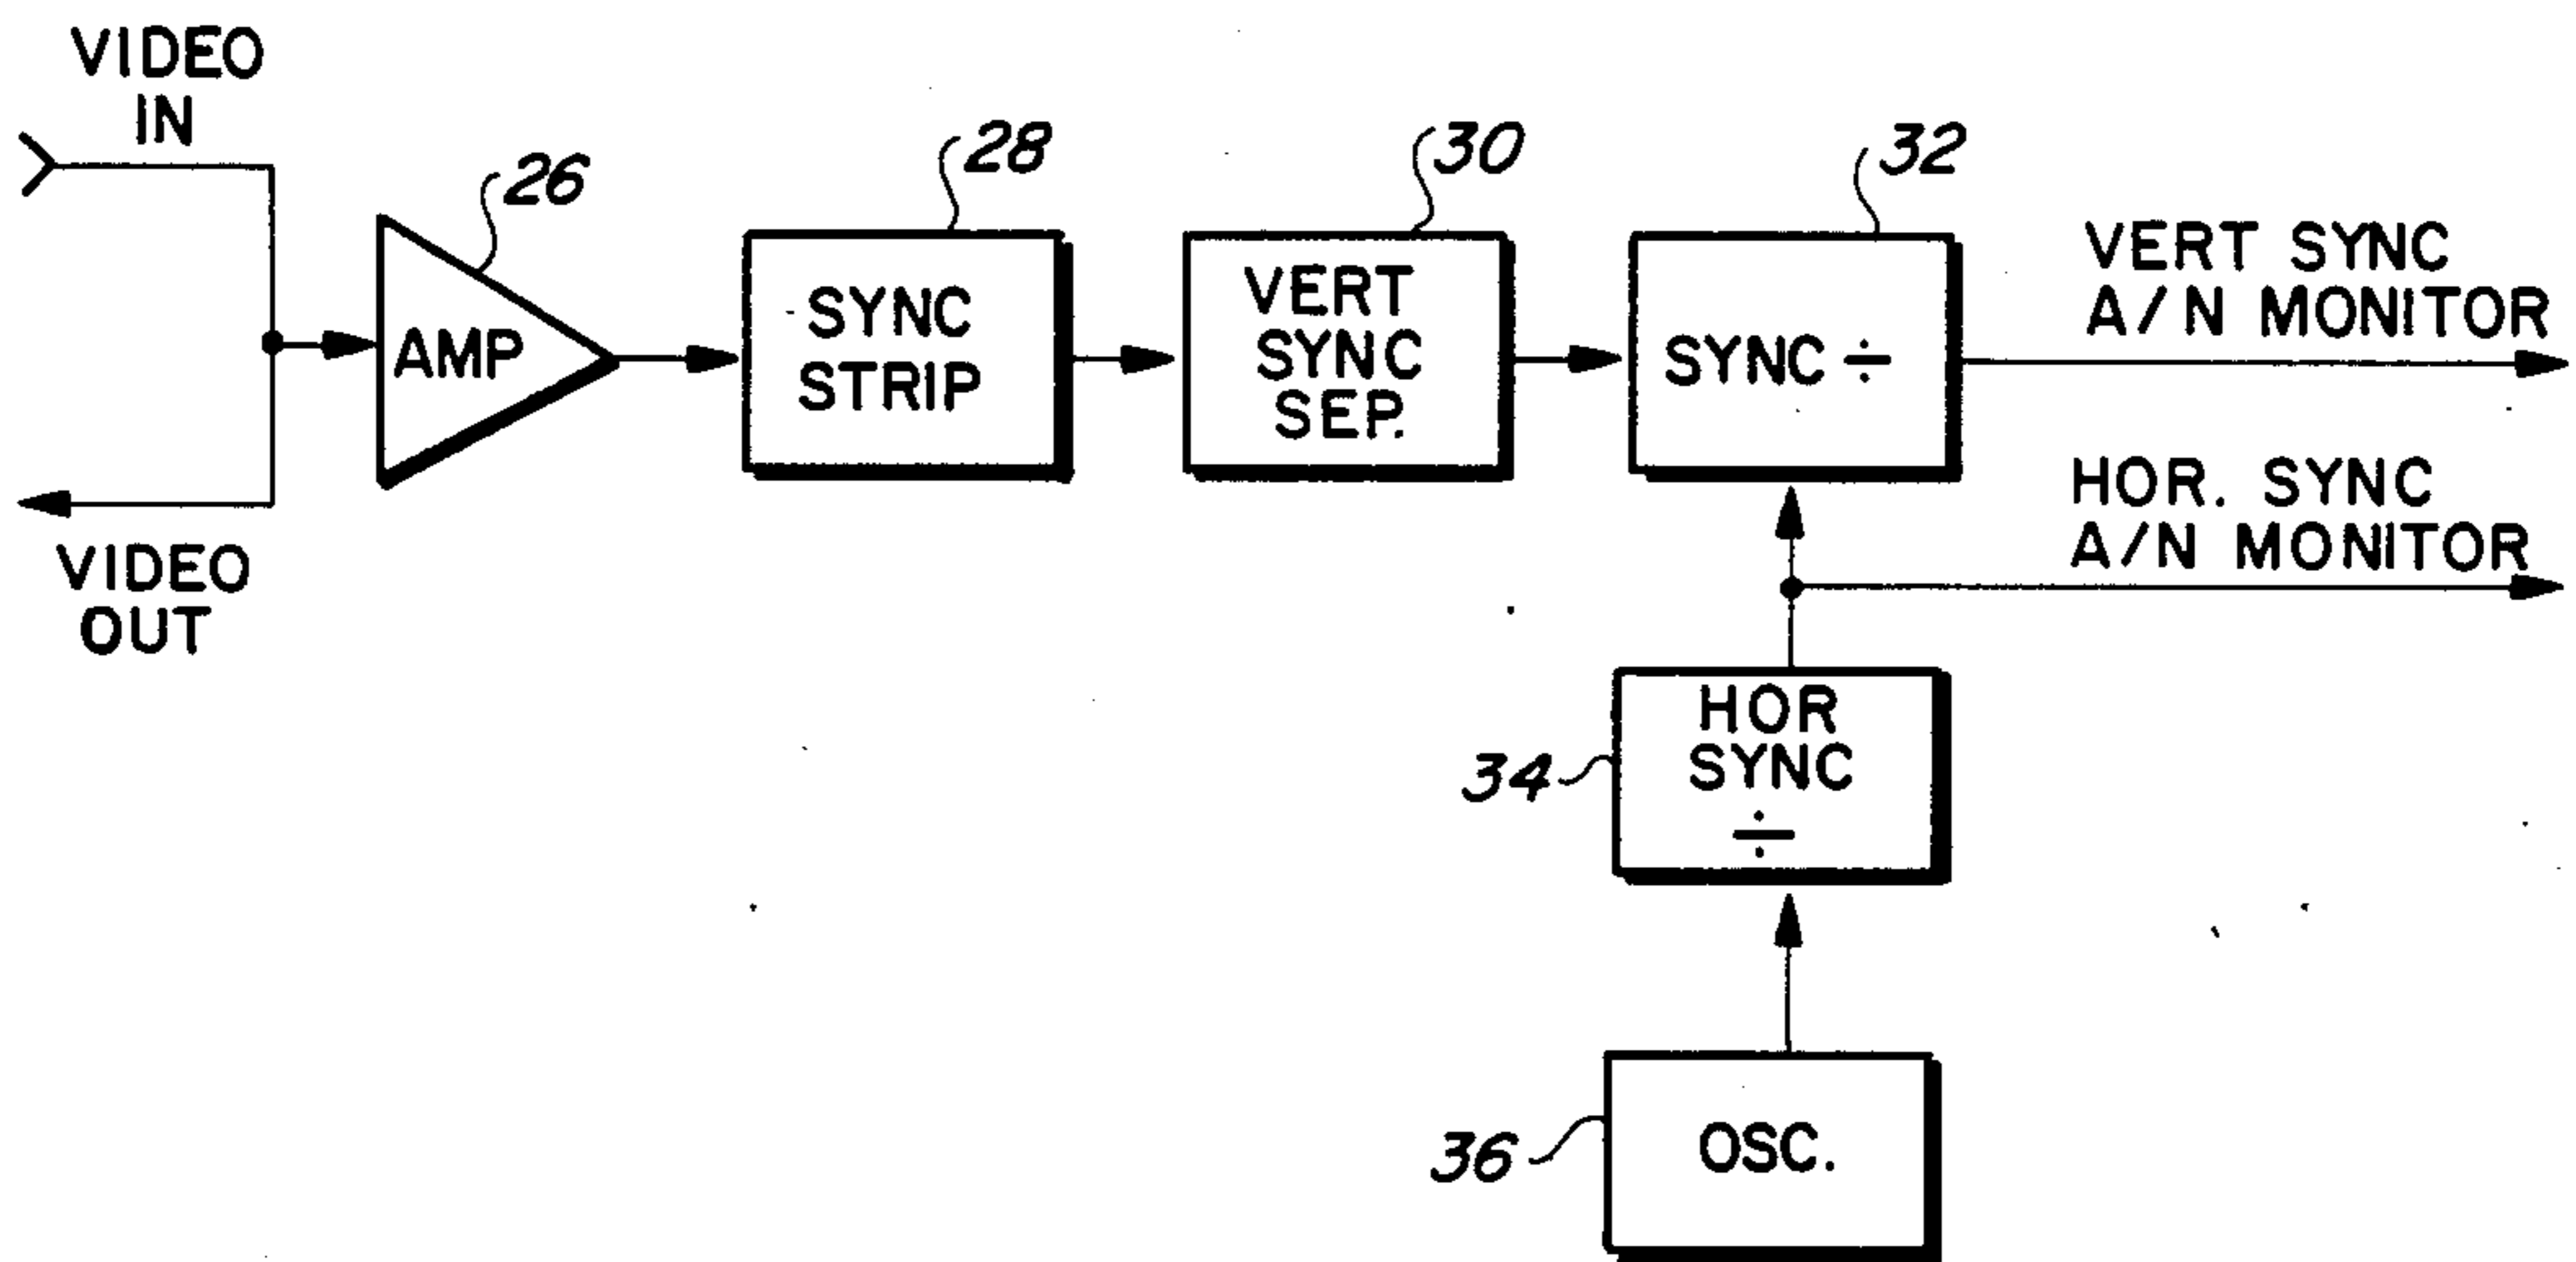 VIDEO
IN
26
28
30
32
AMP
SYNC
STRIP
VERT
SYNC
SEP.
SYNC ÷
VERT SYNC
A/N MONITOR
HOR. SYNC
A/N MONITOR
VIDEO
OUT
34
HOR
SYNC
÷
36
OSC.